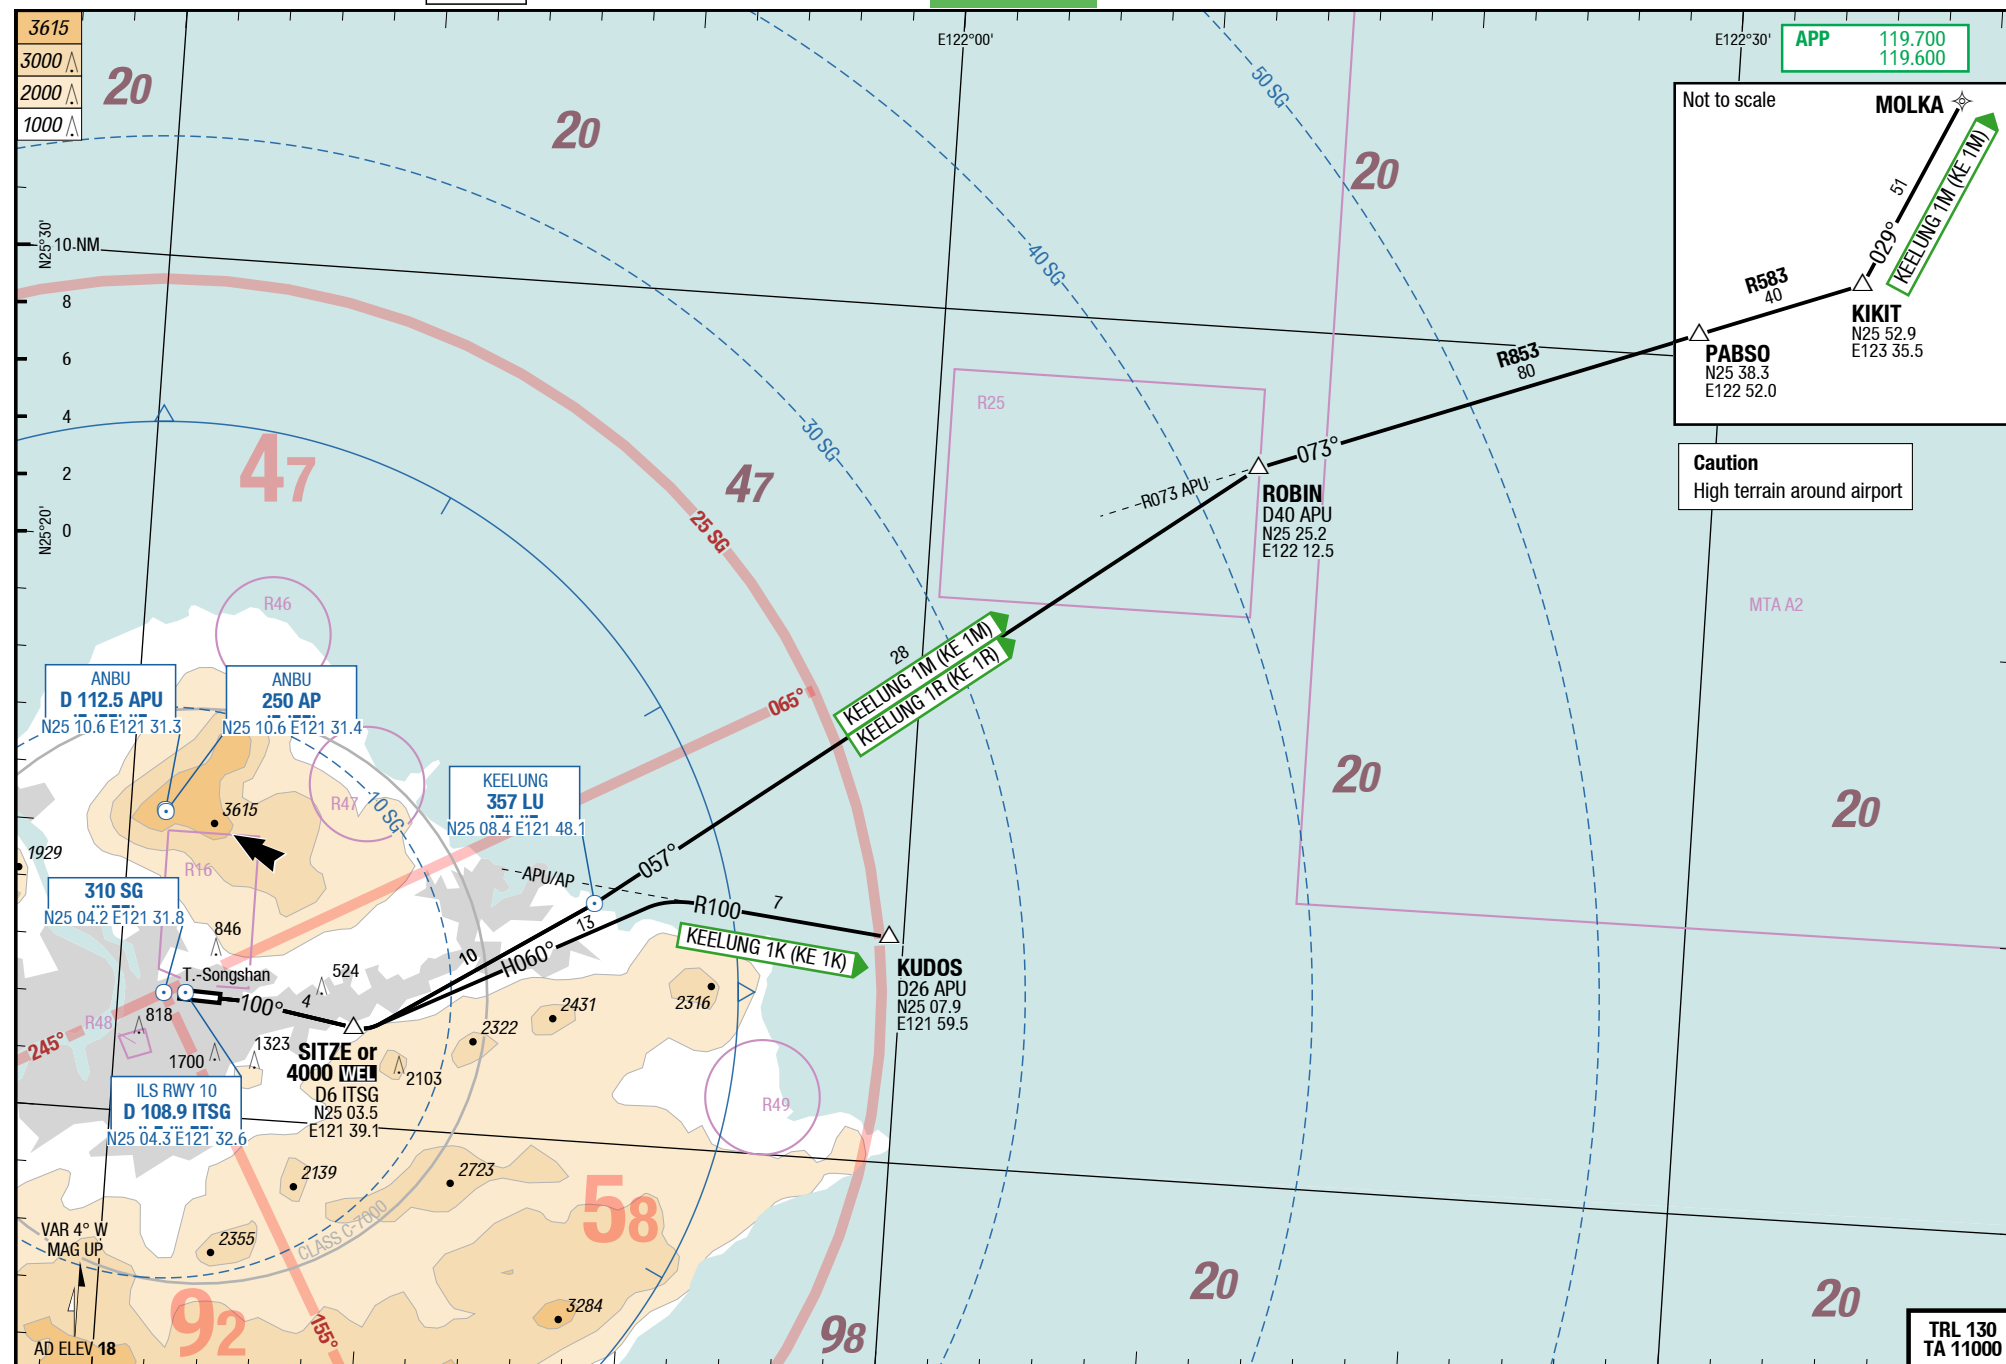 3615
3000
2000
1000
20
20
E122°00'
E122°30'
APP 119.700
119.600
50 SG
20
Not to scale
MOLKA
51
029°
KEELUNG 1M (KE 1M)
R583
40
KIKIT
N25 52.9
E123 35.5
PABSO
N25 38.3
E122 52.0
N25°30'
10 NM
8
6
4
2
0
N25°20'
40 SG
R853
80
R25
30 SG
47
47
25 SG
073°
R073 APU
ROBIN
D40 APU
N25 25.2
E122 12.5
Caution
High terrain around airport
R46
MTA A2
28
KEELUNG 1M (KE 1M)
KEELUNG 1R (KE 1R)
065°
ANBU
D 112.5 APU
N25 10.6 E121 31.3
ANBU
250 AP
N25 10.6 E121 31.4
KEELUNG
357 LU
N25 08.4 E121 48.1
20
20
3615
R47
10 SG
1929
R16
057°
APU/AP
310 SG
N25 04.2 E121 31.8
R100
7
13
10
H060°
KEELUNG 1K (KE 1K)
KUDOS
D26 APU
N25 07.9
E121 59.5
846
T.-Songshan
524
100°
4
2431
2316
R48
818
245°
1700
1323
2322
SITZE or
4000 WEL
D6 ITSG
N25 03.5
E121 39.1
2103
ILS RWY 10
D 108.9 ITSG
N25 04.3 E121 32.6
R49
2139
2723
58
CLASS C-7000
VAR 4° W
MAG UP
2355
20
20
92
155°
3284
98
AD ELEV 18
TRL 130
TA 11000